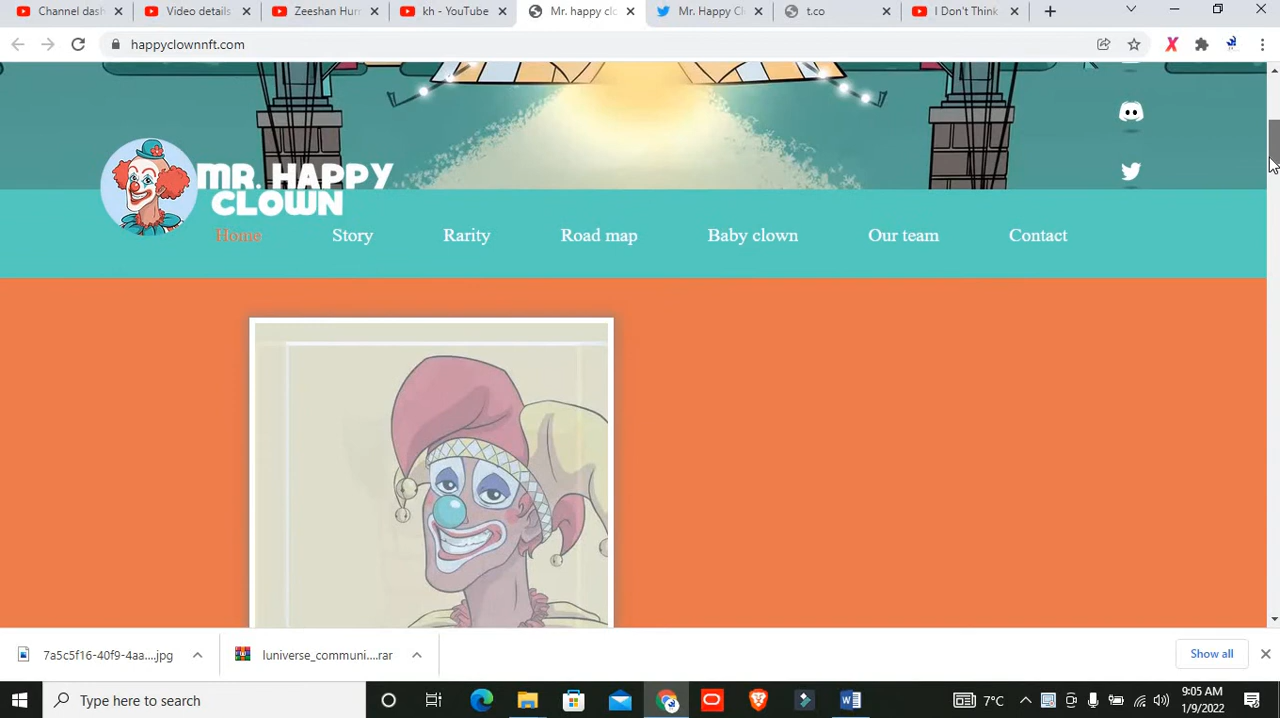 Channel dash
Video details
Zeeshan Hurr
kh - YouTube
Mr. happy clo
Mr. Happy Cl
t.co
I Don't Think
happyclownnft.com
MR. HAPPY
CLOWN
Home
Story
Rarity
Road map
Baby clown
Our team
Contact
7a5c5f16-40f9-4aa....jpg
luniverse_communi....rar
Show all
Type here to search
7°C
9:05 AM
1/9/2022